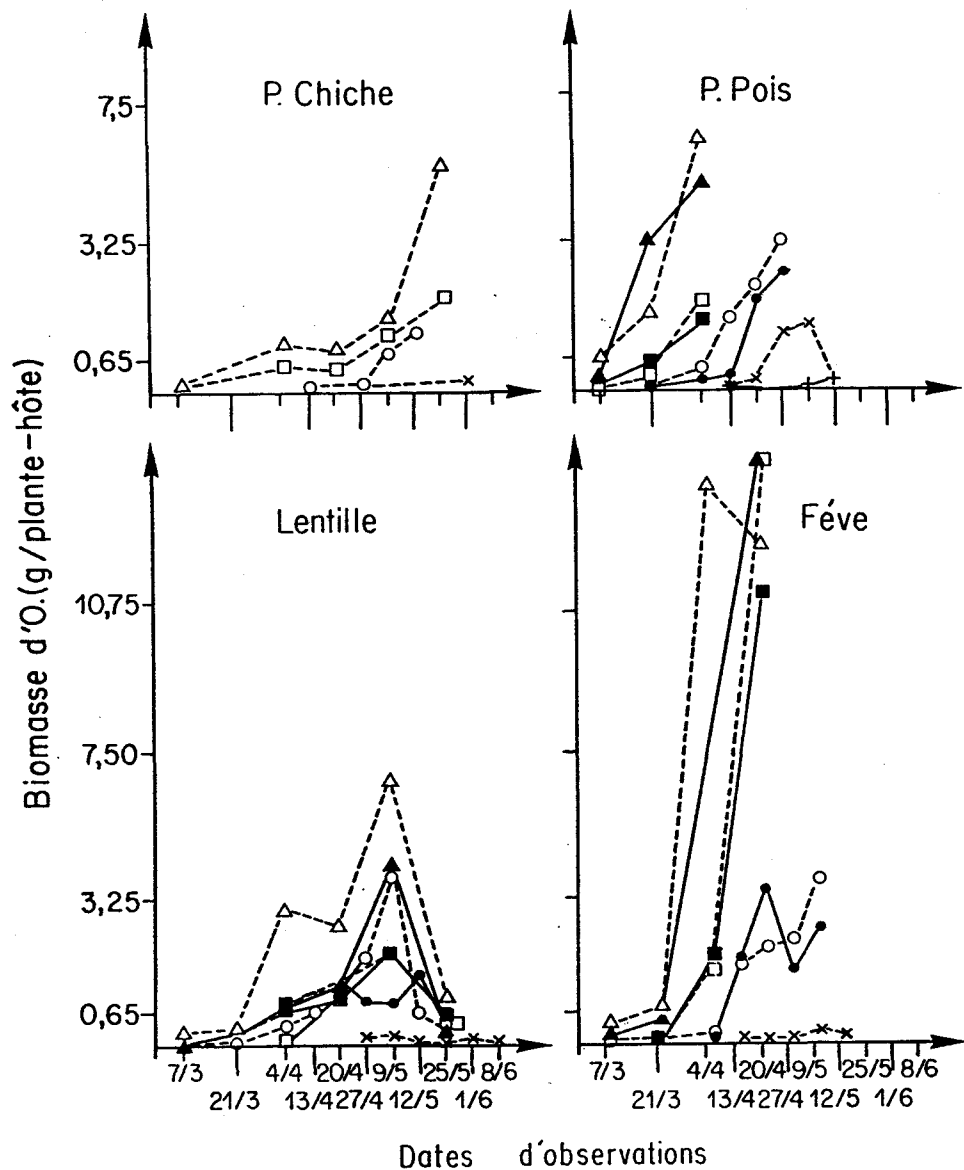 P. Chiche
P. Pois
7,5
3,25
0,65
Lentille
Féve
10,75
7,50
3,25
0,65
Biomasse d'O.(g/plante-hôte)
7/3 4/4 20/4 9/5 25/5 8/6
21/3 13/4 27/4 12/5 1/6
7/3 4/4 20/4 9/5 25/5 8/6
21/3 13/4 27/4 12/5 1/6
Dates d'observations